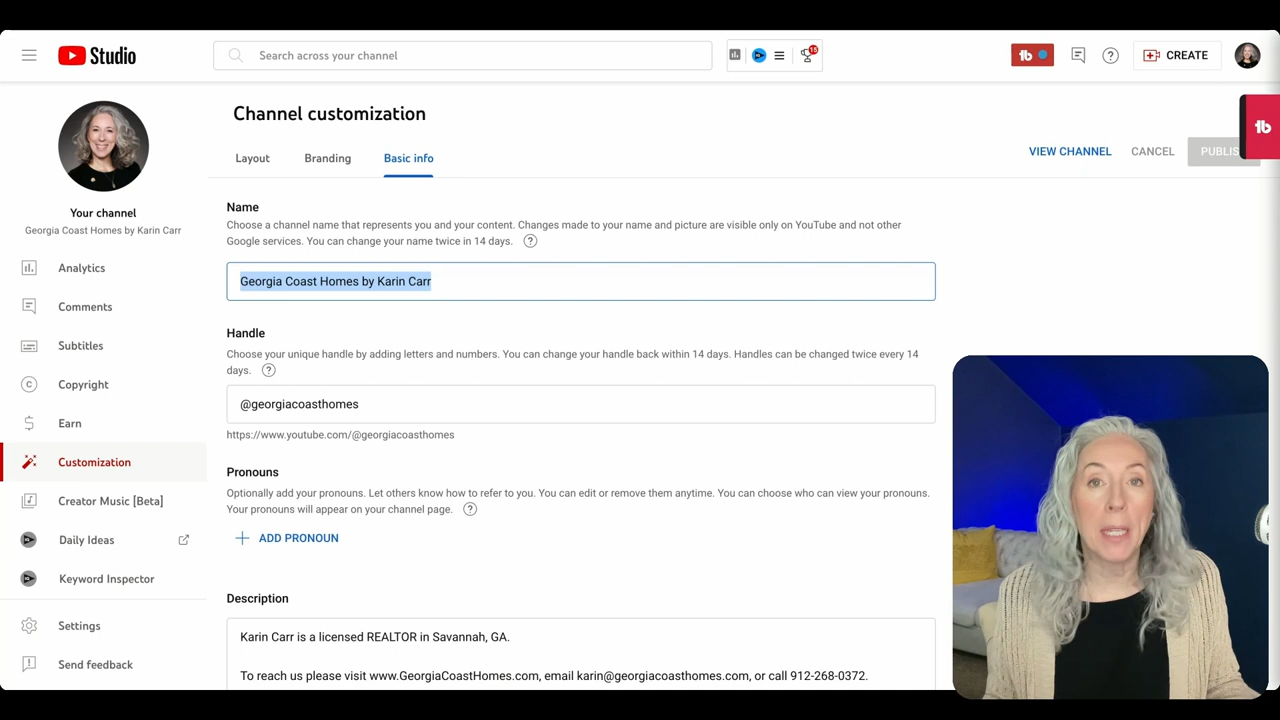 Studio
Search across your channel
15
tb
?
CREATE
Channel customization
tb
Layout
Branding
Basic info
VIEW CHANNEL
CANCEL
PUBLIS
Your channel
Georgia Coast Homes by Karin Carr
Analytics
Comments
Subtitles
Copyright
Earn
Customization
Creator Music [Beta]
Daily Ideas
Keyword Inspector
Settings
Send feedback
Name
Choose a channel name that represents you and your content. Changes made to your name and picture are visible only on YouTube and not other
Google services. You can change your name twice in 14 days. ?
Georgia Coast Homes by Karin Carr
Handle
Choose your unique handle by adding letters and numbers. You can change your handle back within 14 days. Handles can be changed twice every 14
days. ?
@georgiacoasthomes
https://www.youtube.com/@georgiacoasthomes
Pronouns
Optionally add your pronouns. Let others know how to refer to you. You can edit or remove them anytime. You can choose who can view your pronouns.
Your pronouns will appear on your channel page. ?
ADD PRONOUN
Description
Karin Carr is a licensed REALTOR in Savannah, GA.
To reach us please visit www.GeorgiaCoastHomes.com, email karin@georgiacoasthomes.com, or call 912-268-0372.